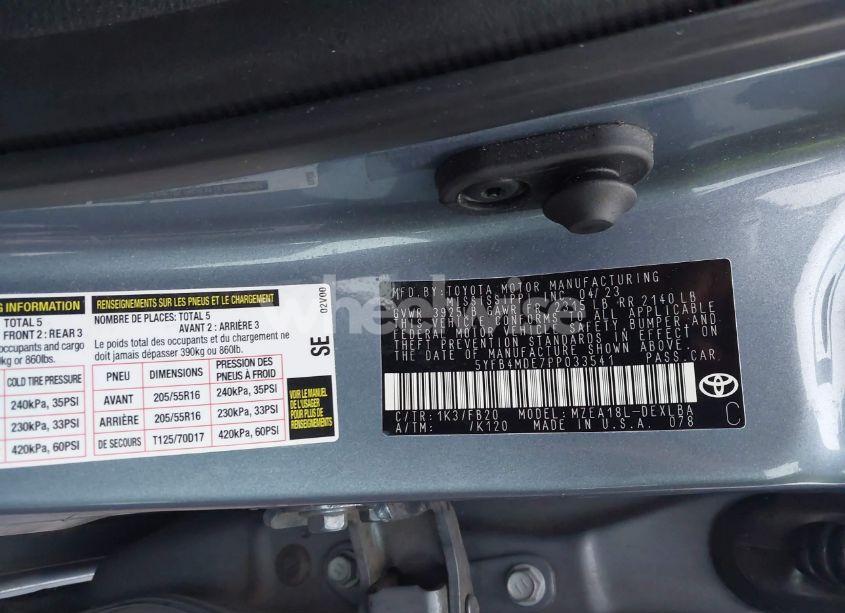 NG INFORMATION
TOTAL 5
FRONT 2 : REAR 3
occupants and cargo
kg or 860lb.
COLD TIRE PRESSURE
240kPa, 35PSI
230kPa, 33PSI
420kPa, 60PSI
RENSEIGNEMENTS SUR LES PNEUS ET LE CHARGEMENT
NOMBRE DE PLACES: TOTAL 5
AVANT 2 : ARRIÈRE 3
Le poids total des occupants et du chargement ne
doit jamais dépasser 390kg ou 860lb.
PNEU DIMENSIONS PRESSION DES PNEUS À FROID
AVANT 205/55R16 240kPa, 35PSI
ARRIÈRE 205/55R16 230kPa, 33PSI
DE SECOURS T125/70D17 420kPa, 60PSI
SE
02V00
VOIR LE MANUEL DE L'USAGER POUR PLUS DE RENSEIGNEMENTS
wheelwise
MFD. BY: TOYOTA MOTOR MANUFACTURING
MISSISSIPPI, 04/23
GVWR 3925LB GAWR FR LB RR 2140 LB
THIS VEHICLE CONFORMS TO ALL APPLICABLE
FEDERAL MOTOR VEHICLE SAFETY, BUMPER, AND
THEFT PREVENTION STANDARDS IN EFFECT ON
THE DATE OF MANUFACTURE SHOWN ABOVE.
5YFB4MDE7PP033541 PASS. CAR
C/TR: 1K3/FB20 MODEL: MZEA18L-DEXLBA
A/TM: /K120 MADE IN U.S.A. 078
C